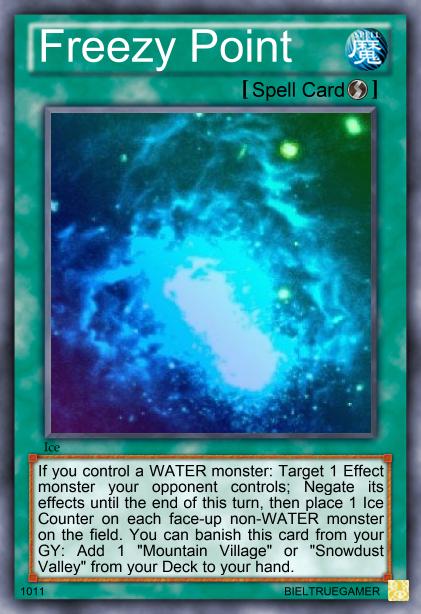 Freezy Point
SPELL
魔
[ Spell Card ]
Ice
If you control a WATER monster: Target 1 Effect
monster your opponent controls; Negate its
effects until the end of this turn, then place 1 Ice
Counter on each face-up non-WATER monster
on the field. You can banish this card from your
GY: Add 1 "Mountain Village" or "Snowdust
Valley" from your Deck to your hand.
1011 BIELTRUEGAMER